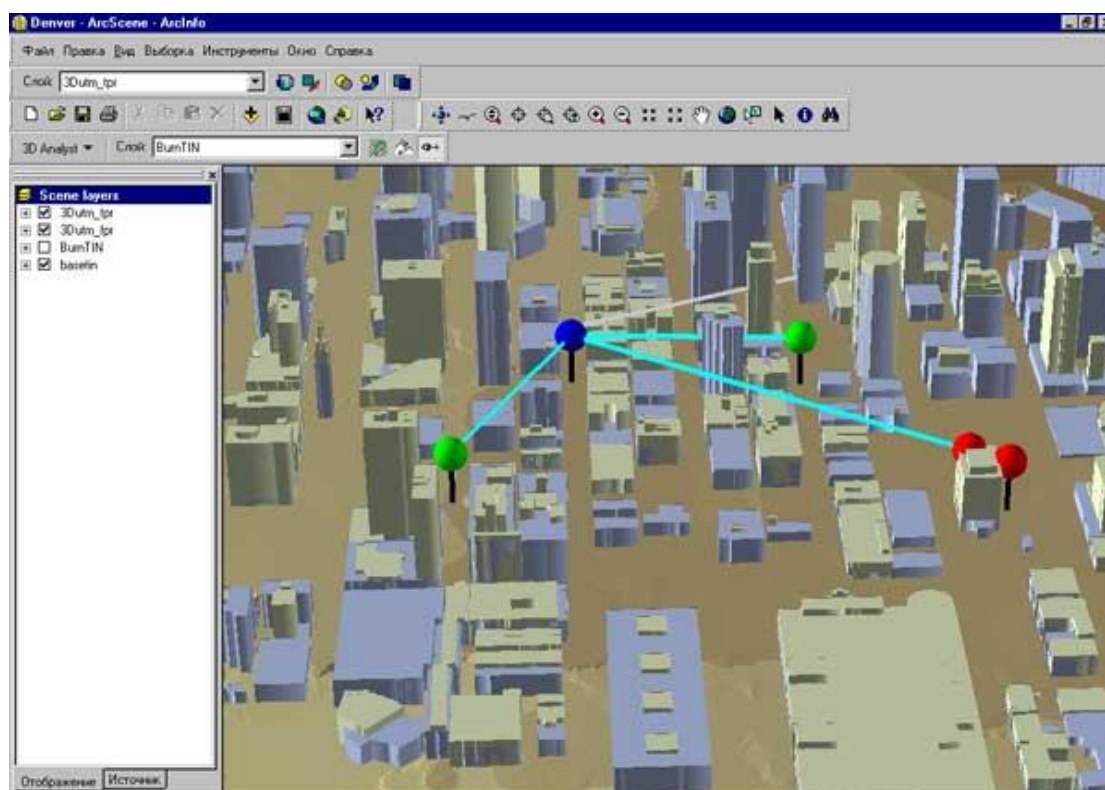 Denver - ArcScene - ArcInfo
Файл Правка Вид Выборка Инструменты Окно Справка
Слой: 3Dutm_tpr
3D Analyst Слой: BurnTIN
Scene layers
3Dutm_tpr
3Dutm_tpr
BurnTIN
basetin
Отображение Источник